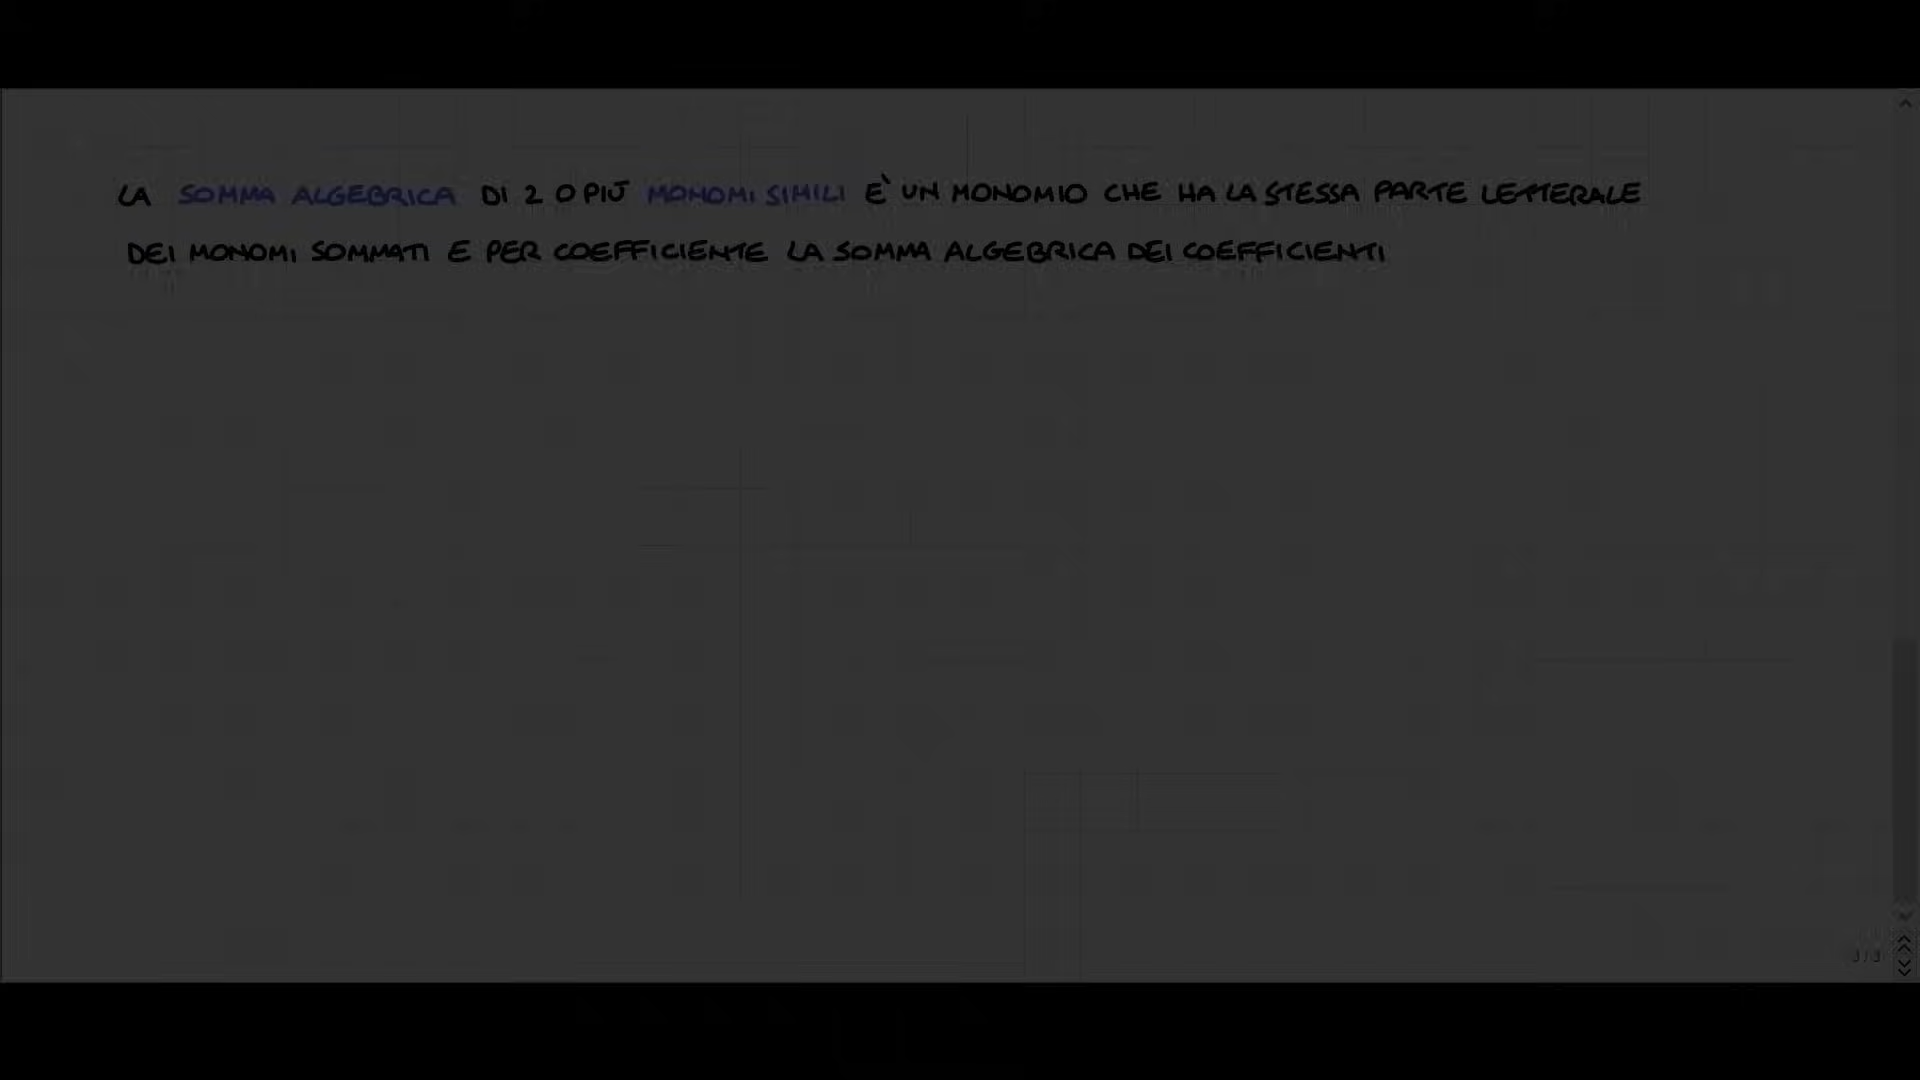 LA SOMMA ALGEBRICA DI 2 O PIÙ MONOMI SIMILI È UN MONOMIO CHE HA LA STESSA PARTE LETTERALE
DEI MONOMI SOMMATI E PER COEFFICIENTE LA SOMMA ALGEBRICA DEI COEFFICIENTI